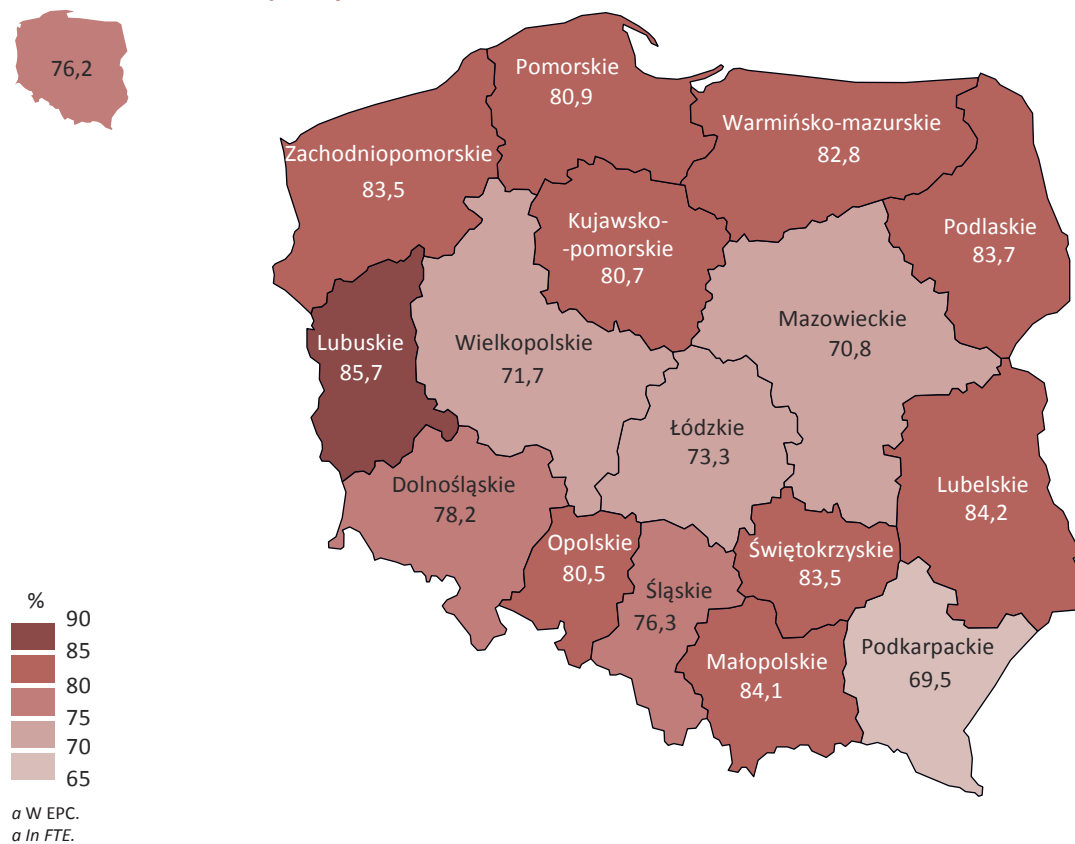 76,2
Pomorskie
80,9
Warmińsko-mazurskie
82,8
Zachodniopomorskie
83,5
Kujawsko-
-pomorskie
80,7
Podlaskie
83,7
Mazowieckie
70,8
Lubuskie
85,7
Wielkopolskie
71,7
Łódzkie
73,3
Dolnośląskie
78,2
Lubelskie
84,2
Opolskie
80,5
Świętokrzyskie
83,5
Śląskie
76,3
Małopolskie
84,1
Podkarpackie
69,5
%
90
85
80
75
70
65
a W EPC.
a In FTE.